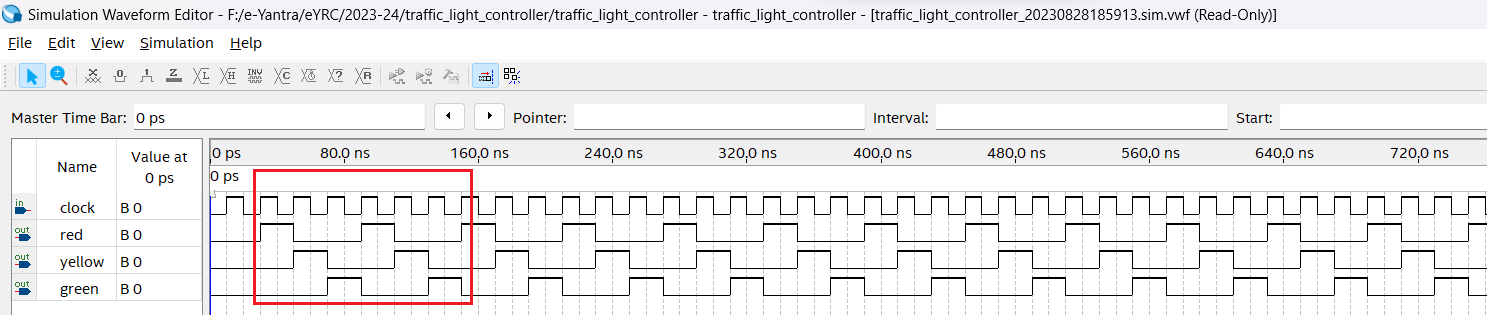 Simulation Waveform Editor - F:/e-Yantra/eYRC/2023-24/traffic_light_controller/traffic_light_controller - traffic_light_controller - [traffic_light_controller_20230828185913.sim.vwf (Read-Only)]
File Edit View Simulation Help
Master Time Bar: 0 ps Pointer: Interval: Start:
Name Value at 0 ps
0 ps 80.0 ns 160.0 ns 240.0 ns 320.0 ns 400.0 ns 480.0 ns 560.0 ns 640.0 ns 720.0 ns
0 ps
in clock B 0
out red B 0
out yellow B 0
out green B 0